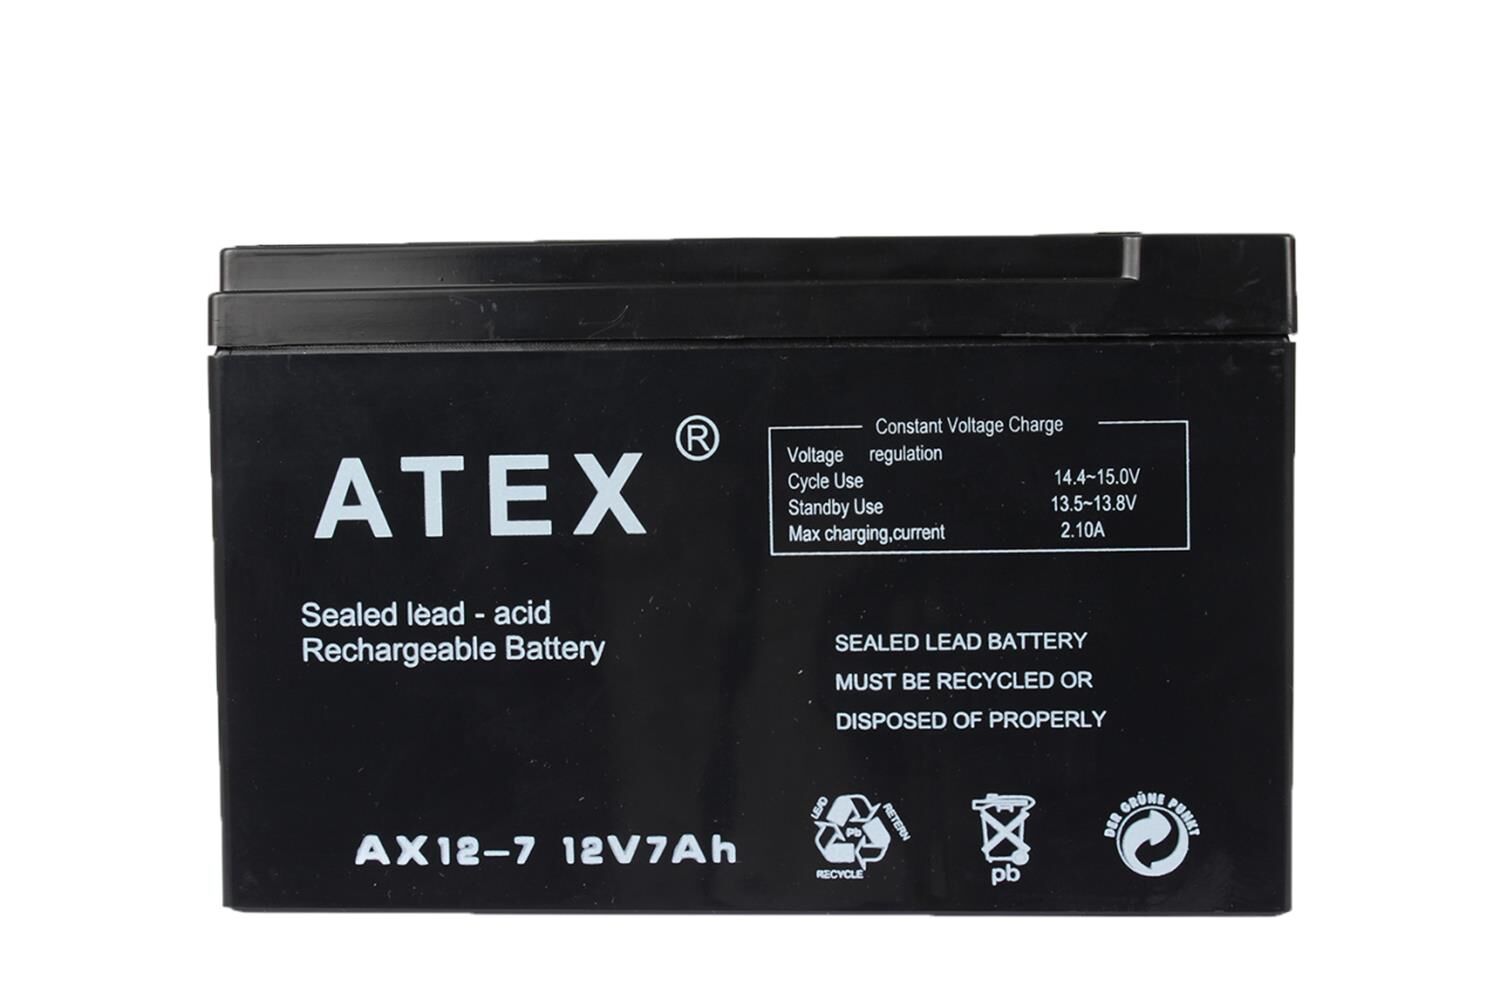 ATEX ®
Sealed lead - acid
Rechargeable Battery
AX12-7 12V7Ah
Constant Voltage Charge
Voltage regulation
Cycle Use 14.4~15.0V
Standby Use 13.5~13.8V
Max charging,current 2.10A
SEALED LEAD BATTERY
MUST BE RECYCLED OR
DISPOSED OF PROPERLY
LEAD
RETERN
Pb
RECYCLE
pb
DER GRÜNE PUNKT